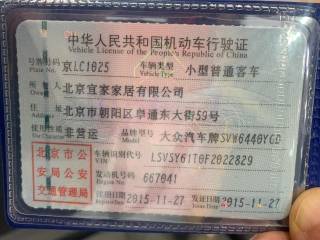 中华人民共和国机动车行驶证
Vehicle License of the People's Republic of China
号牌号码 京LC1025 车辆类型 小型普通客车
Plate No. Vehicle Type
所有人 北京宜家家居有限公司
住址 北京市朝阳区阜通东大街59号
使用性质 非营运 品牌型号 大众汽车牌SVW6440YGD
北京市公 车辆识别代号 LSVSY61T0F2022829
VIN
安局公安 发动机号码 667041
Engine No.
交通管理局 注册日期 2015-11-27 发证日期 2015-11-27
Issue Date